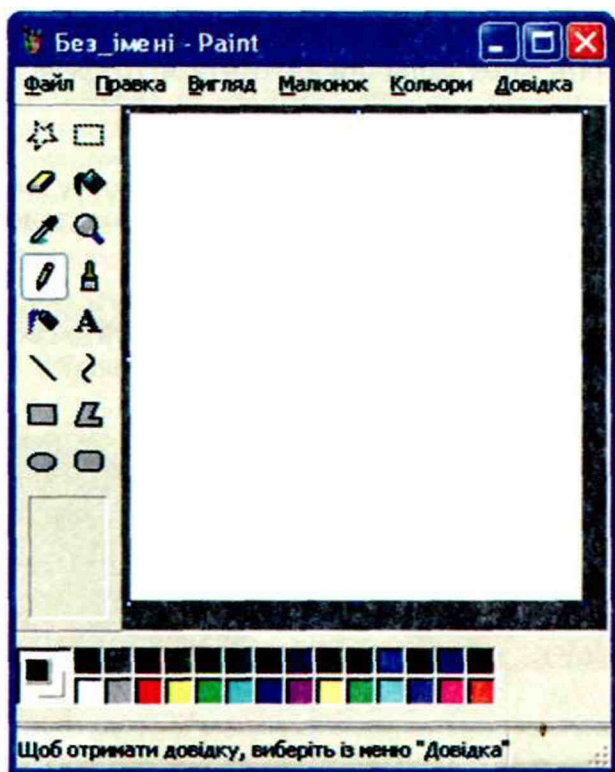 Без_імені - Paint
Файл Правка Вигляд Малюнок Кольори Довідка
A
Щоб отримати довідку, виберіть із меню "Довідка"